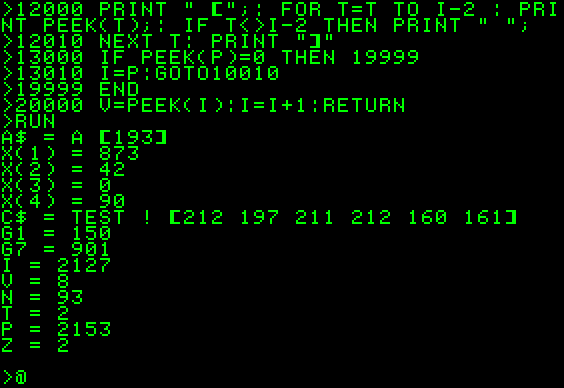 >12000 PRINT " [";: FOR T=T TO I-2 : PRI
NT PEEK(T);: IF T<>I-2 THEN PRINT " ";
>12010 NEXT T: PRINT "]"
>13000 IF PEEK(P)=0 THEN 19999
>13010 I=P:GOTO10010
>19999 END
>20000 V=PEEK(I):I=I+1:RETURN
>RUN
A$ = A [193]
X(1) = 873
X(2) = 42
X(3) = 0
X(4) = 90
C$ = TEST ! [212 197 211 212 160 161]
G1 = 150
G7 = 901
I = 2127
V = 8
N = 93
T = 2
P = 2153
Z = 2
>@